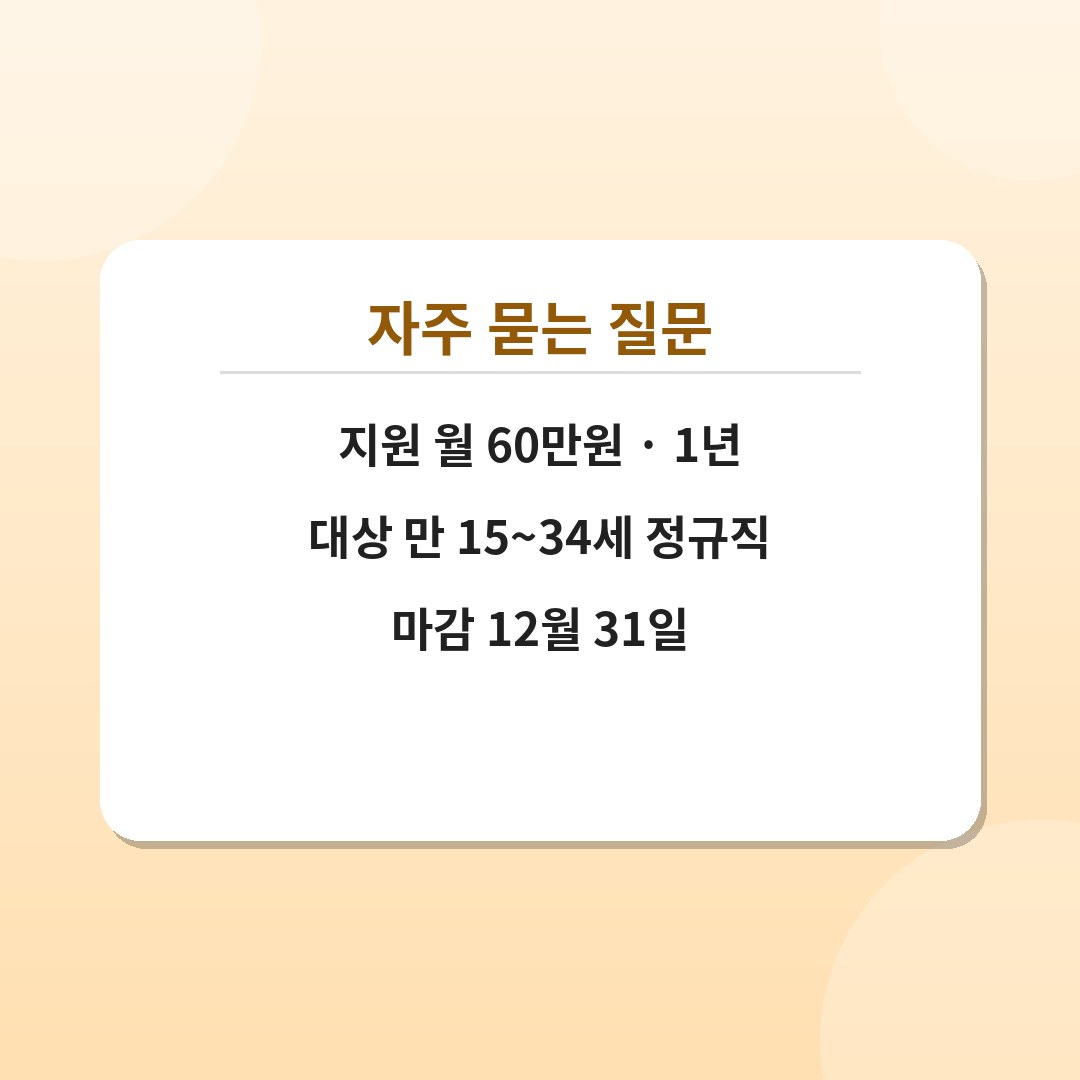 자주 묻는 질문
지원 월 60만원 · 1년
대상 만 15~34세 정규직
마감 12월 31일